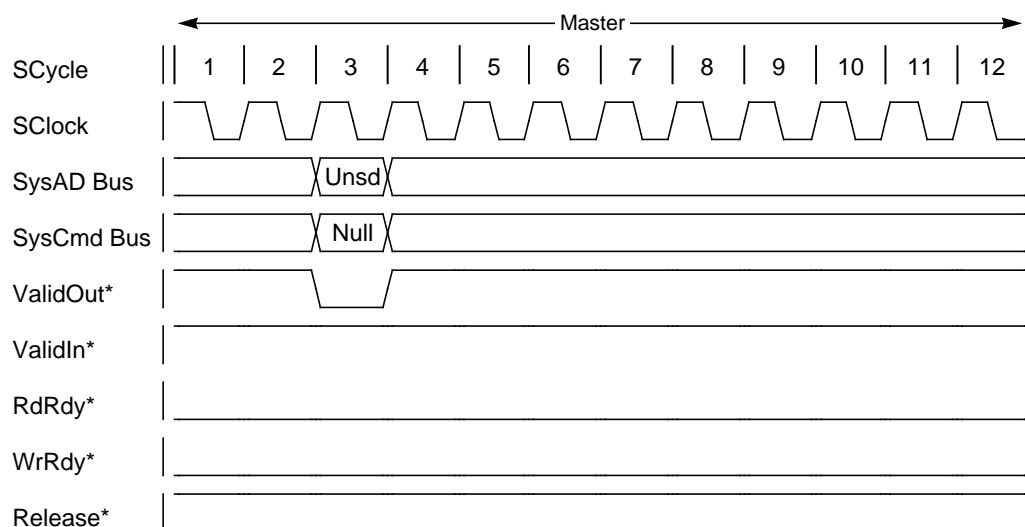 Master
SCycle 1 2 3 4 5 6 7 8 9 10 11 12
SClock
SysAD Bus Unsd
SysCmd Bus Null
ValidOut*
ValidIn*
RdRdy*
WrRdy*
Release*